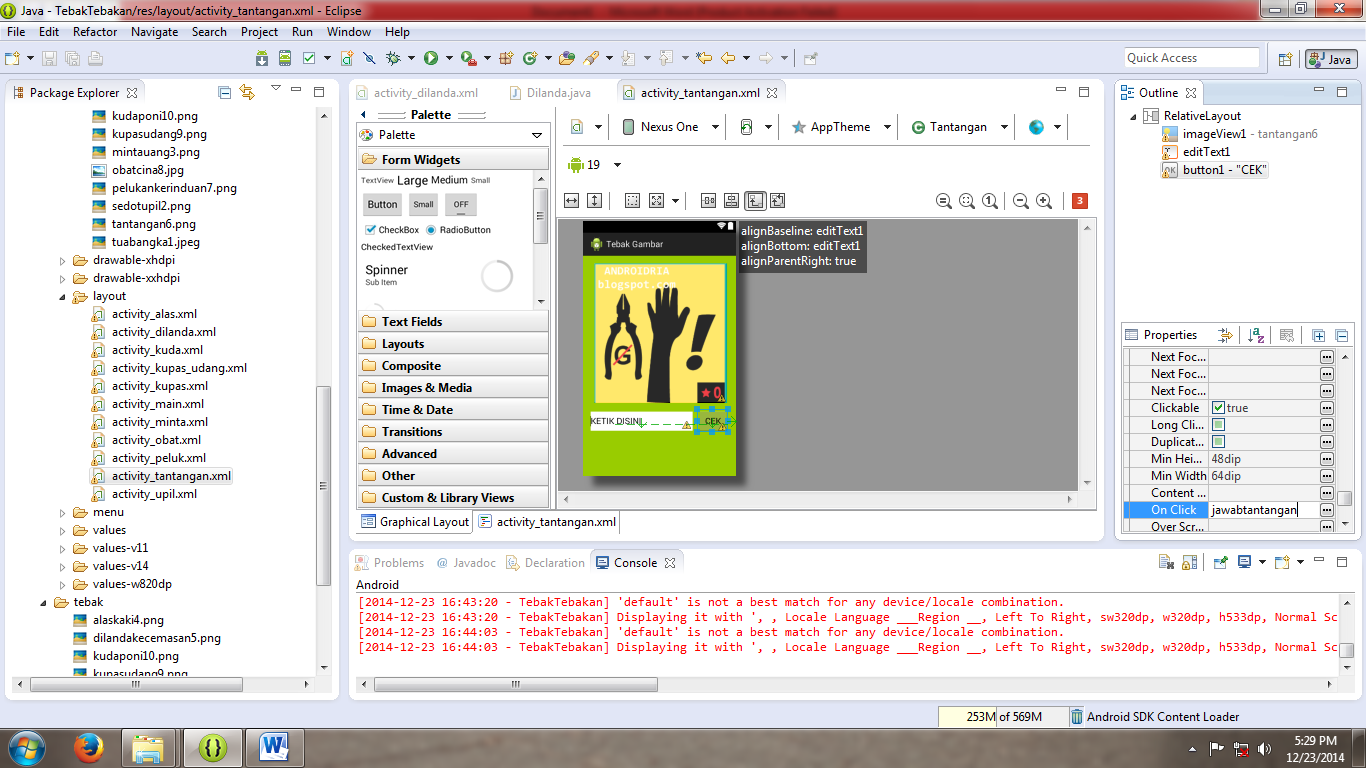 Java - TebakTebakan/res/layout/activity_tantangan.xml - Eclipse
File Edit Refactor Navigate Search Project Run Window Help
Quick Access
Java
Package Explorer
kudaponi10.png
kupasudang9.png
mintauang3.png
obatcina8.jpg
pelukankerinduan7.png
sedotupil2.png
tantangan6.png
tuabangka1.jpeg
drawable-xhdpi
drawable-xxhdpi
layout
activity_alas.xml
activity_dilanda.xml
activity_kuda.xml
activity_kupas_udang.xml
activity_kupas.xml
activity_main.xml
activity_minta.xml
activity_obat.xml
activity_peluk.xml
activity_tantangan.xml
activity_upil.xml
menu
values
values-v11
values-v14
values-w820dp
tebak
alaskaki4.png
dilandakecemasan5.png
kudaponi10.png
kupasudang9.png
activity_dilanda.xml
Dilanda.java
activity_tantangan.xml
Palette
Palette
Form Widgets
TextView Large Medium Small
Button Small OFF
CheckBox RadioButton
CheckedTextView
Spinner
Sub Item
Text Fields
Layouts
Composite
Images & Media
Time & Date
Transitions
Advanced
Other
Custom & Library Views
Nexus One
AppTheme
Tantangan
19
3
Tebak Gambar
ANDROIDRIA
blogspot.com
G
0
KETIK DISINI
CEK
alignBaseline: editText1
alignBottom: editText1
alignParentRight: true
Graphical Layout
activity_tantangan.xml
Outline
RelativeLayout
imageView1 - tantangan6
editText1
OK
button1 - "CEK"
Properties
Next Foc...
Next Foc...
Next Foc...
Clickable true
Long Cli...
Duplicat...
Min Hei... 48dip
Min Width 64dip
Content ...
On Click jawabtantangan
Over Scr...
Problems
Javadoc
Declaration
Console
Android
[2014-12-23 16:43:20 - TebakTebakan] 'default' is not a best match for any device/locale combination.
[2014-12-23 16:43:20 - TebakTebakan] Displaying it with ', , Locale Language ___Region __, Left To Right, sw320dp, w320dp, h533dp, Normal Sc
[2014-12-23 16:44:03 - TebakTebakan] 'default' is not a best match for any device/locale combination.
[2014-12-23 16:44:03 - TebakTebakan] Displaying it with ', , Locale Language ___Region __, Left To Right, sw320dp, w320dp, h533dp, Normal Sc
253M of 569M
Android SDK Content Loader
5:29 PM
12/23/2014